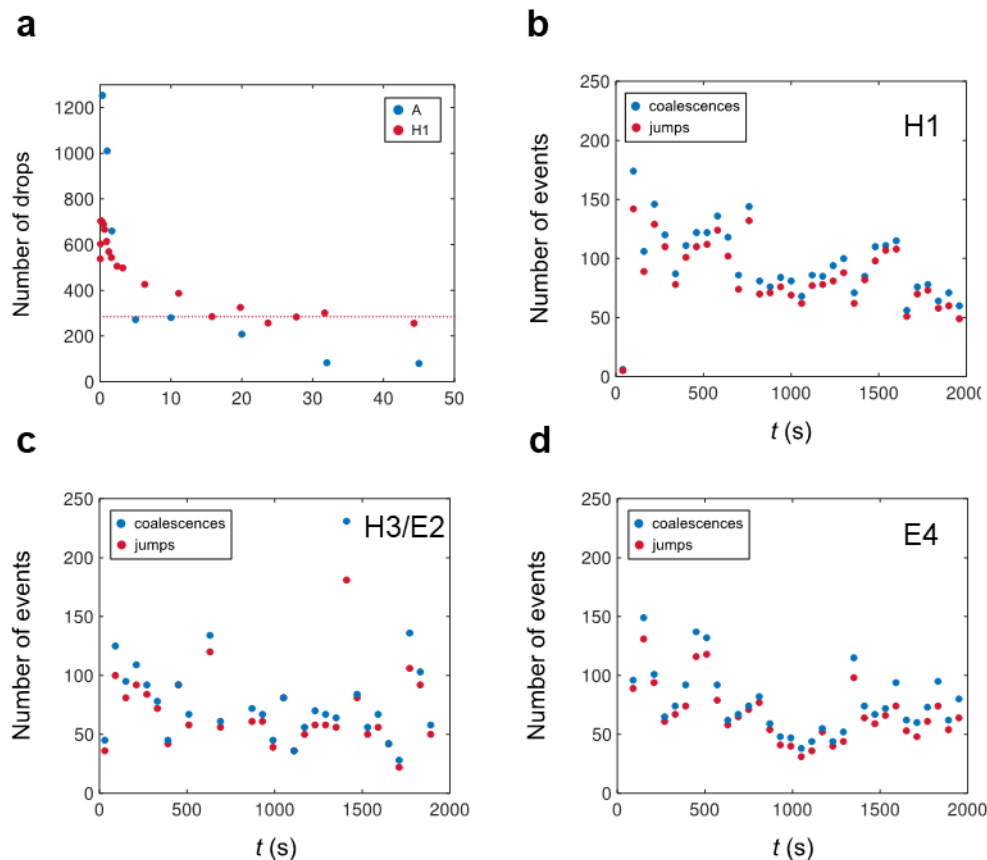 a
Number of drops
1200
1000
800
600
400
200
0
0 10 20 30 40 50
A
H1
b
Number of events
250
200
150
100
50
0
0 500 1000 1500 200
coalescences
jumps
H1
t (s)
c
Number of events
250
200
150
100
50
0
0 500 1000 1500 2000
coalescences
jumps
H3/E2
t (s)
d
Number of events
250
200
150
100
50
0
0 500 1000 1500 2000
coalescences
jumps
E4
t (s)